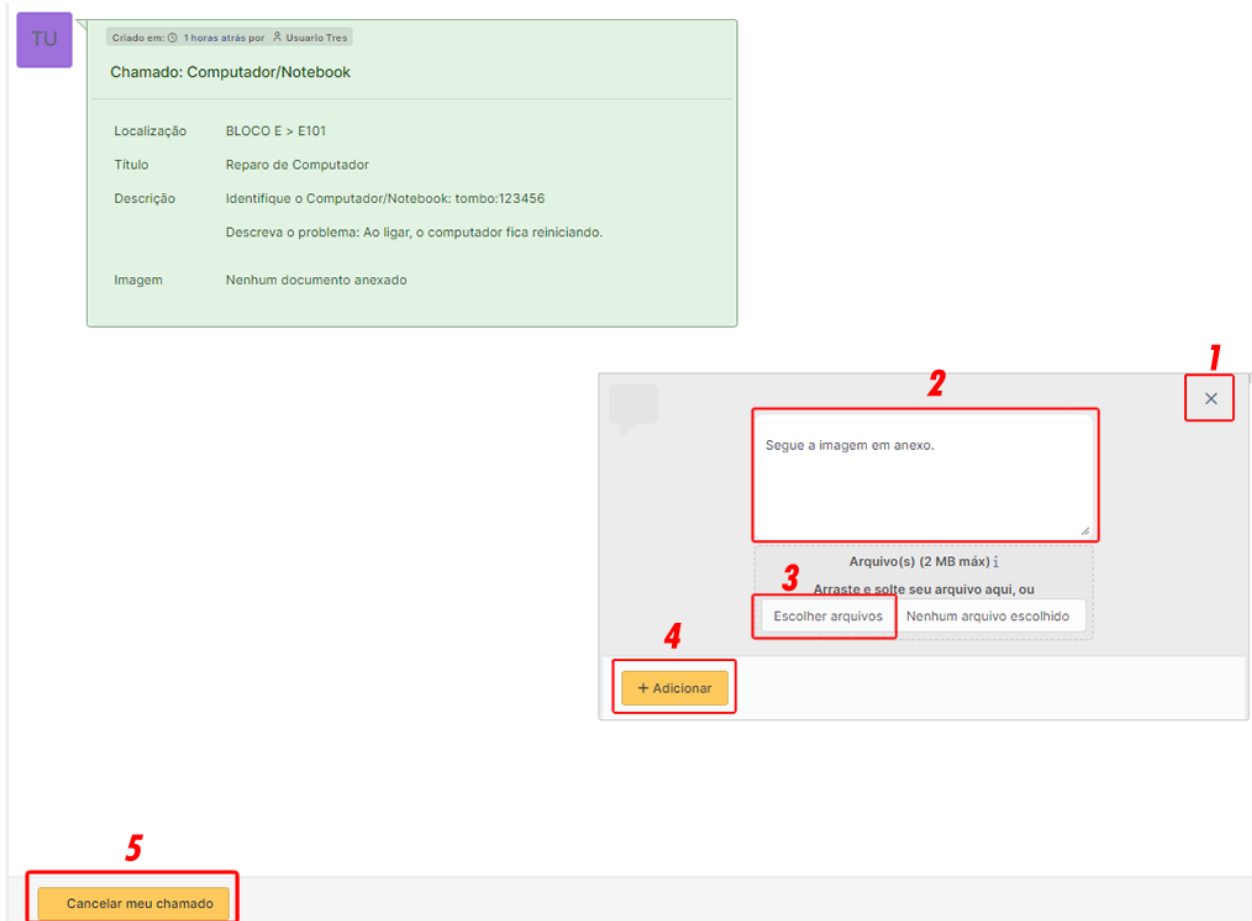 TU
Criado em: 1 horas atrás por Usuario Tres
Chamado: Computador/Notebook
Localização BLOCO E > E101
Título Reparo de Computador
Descrição Identifique o Computador/Notebook: tombo:123456
Descreva o problema: Ao ligar, o computador fica reiniciando.
Imagem Nenhum documento anexado
1
2
Segue a imagem em anexo.
Arquivo(s) (2 MB máx) i
3
Arraste e solte seu arquivo aqui, ou
Escolher arquivos Nenhum arquivo escolhido
4
+ Adicionar
5
Cancelar meu chamado